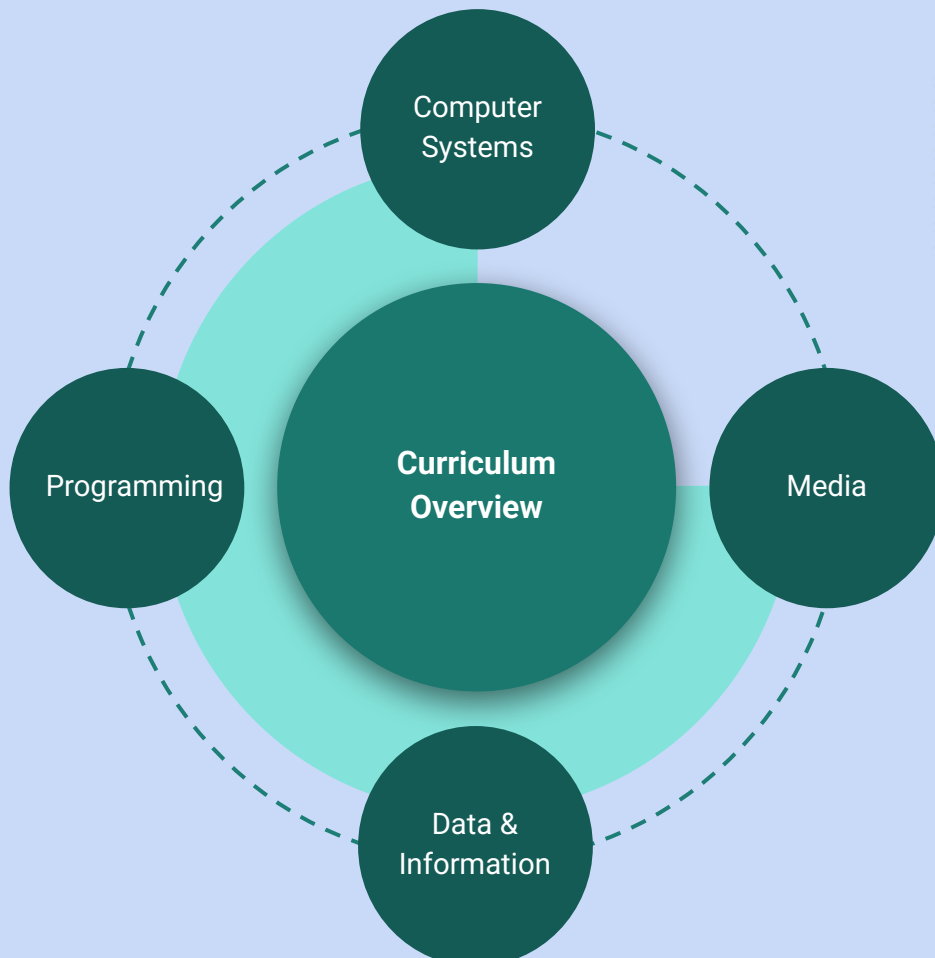 Computer
Systems
Programming
Curriculum
Overview
Media
Data &
Information